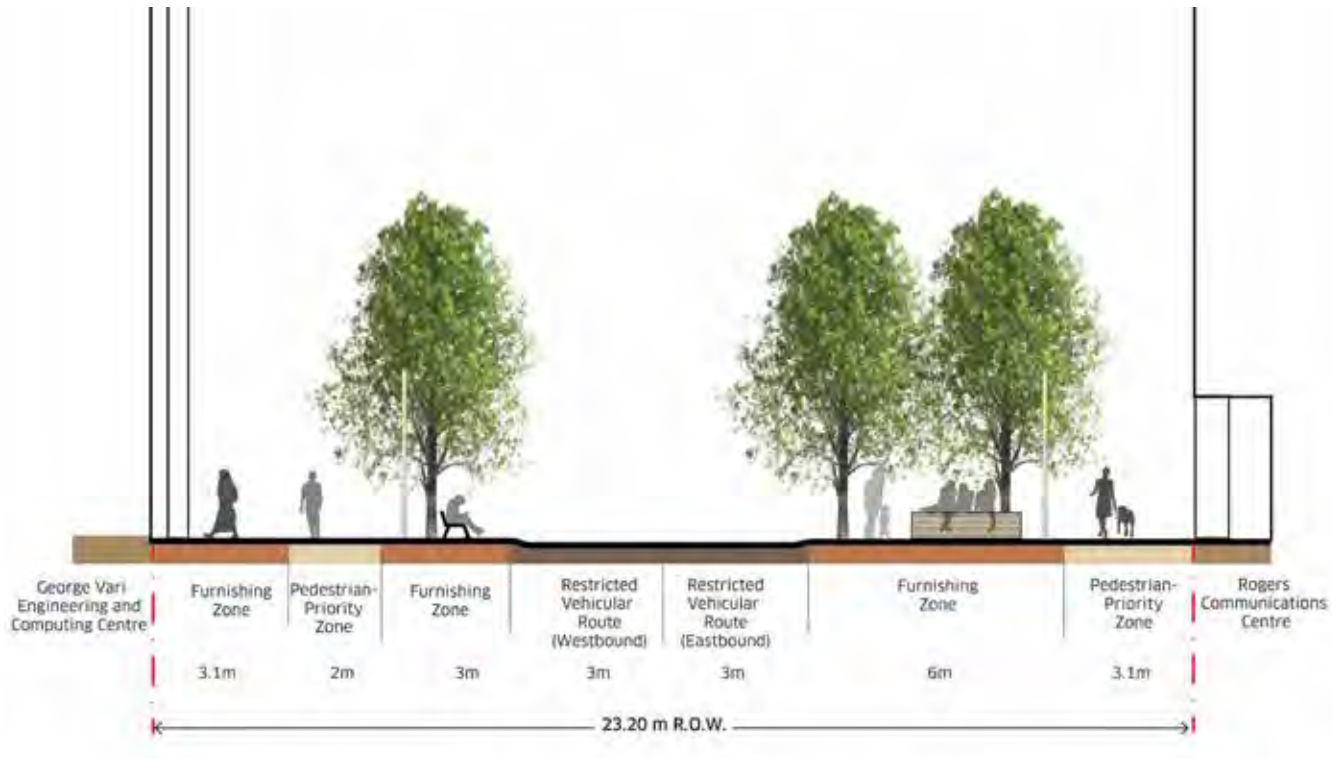 George Vari
Engineering and
Computing Centre
Furnishing
Zone
Pedestrian-
Priority
Zone
Furnishing
Zone
Restricted
Vehicular
Route
(Westbound)
Restricted
Vehicular
Route
(Eastbound)
Furnishing
Zone
Pedestrian-
Priority
Zone
Rogers
Communications
Centre
3.1m
2m
3m
3m
3m
6m
3.1m
23.20 m R.O.W.